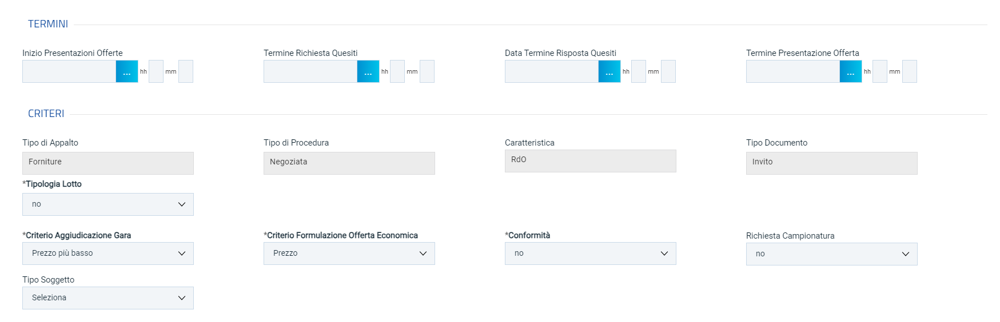 TERMINI
Inizio Presentazioni Offerte
... hh mm
Termine Richiesta Quesiti
... hh mm
Data Termine Risposta Quesiti
... hh mm
Termine Presentazione Offerta
... hh mm
CRITERI
Tipo di Appalto
Forniture
Tipo di Procedura
Negoziata
Caratteristica
RdO
Tipo Documento
Invito
*Tipologia Lotto
no
*Criterio Aggiudicazione Gara
Prezzo più basso
*Criterio Formulazione Offerta Economica
Prezzo
*Conformità
no
Richiesta Campionatura
no
Tipo Soggetto
Seleziona